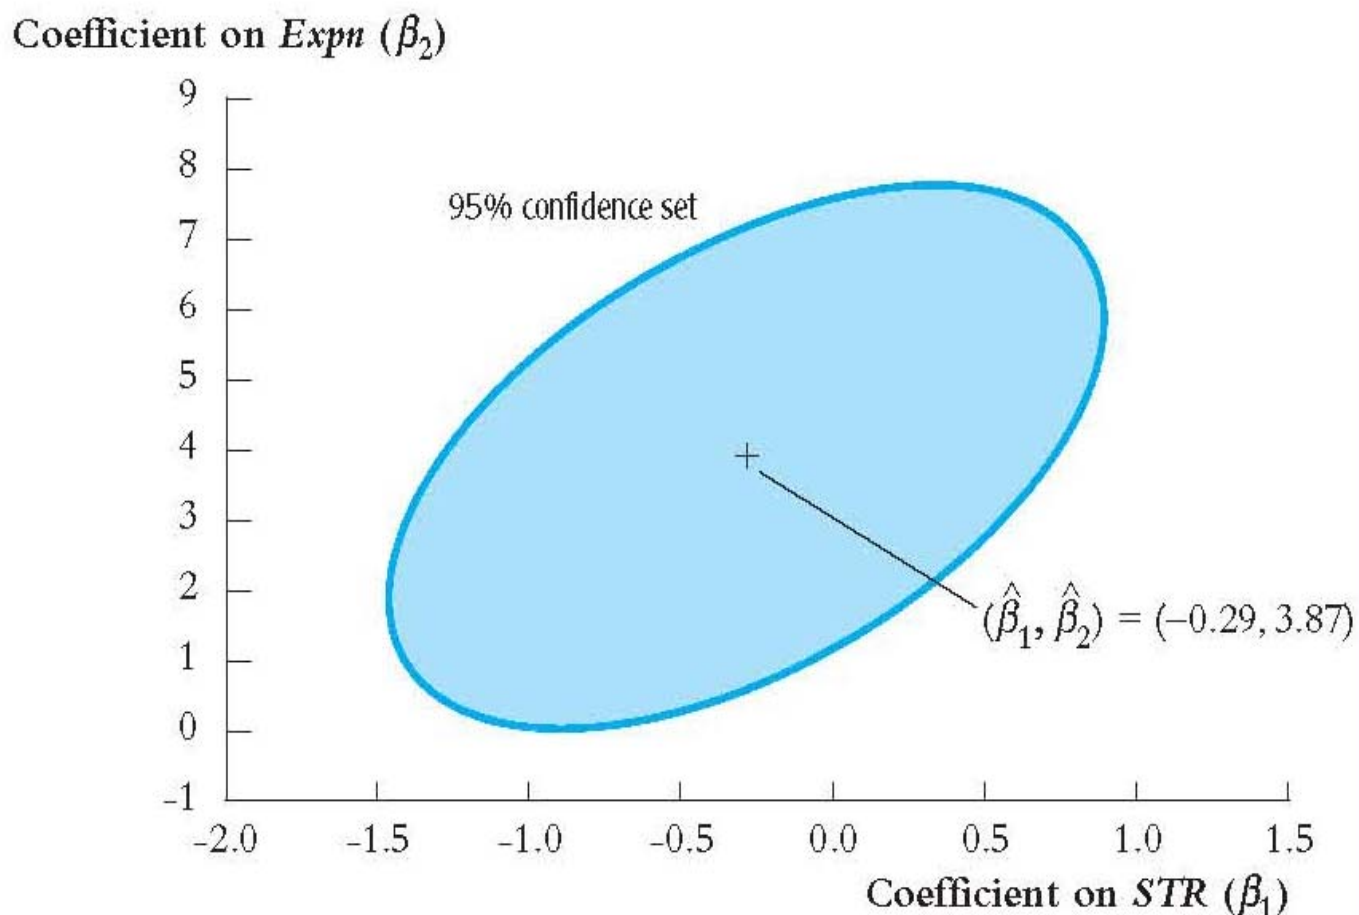 Coefficient on Expn (β₂)
9
8
7
6
5
4
3
2
1
0
–1
95% confidence set
(β̂₁, β̂₂) = (–0.29, 3.87)
–2.0 –1.5 –1.0 –0.5 0.0 0.5 1.0 1.5
Coefficient on STR (β₁)